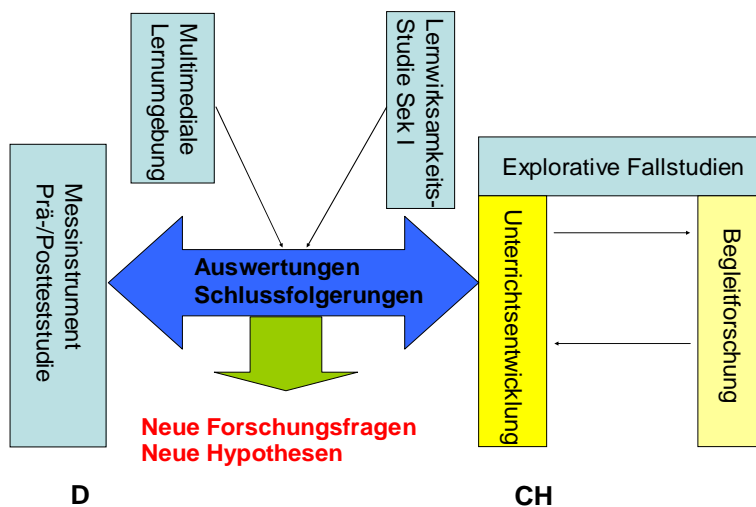 Multimediale
Lernumgebung
Lernwirksamkeits-
Studie Sek I
Messinstrument
Prä-/Postteststudie
Explorative Fallstudien
Auswertungen
Schlussfolgerungen
Unterrichtsentwicklung
Begleitforschung
Neue Forschungsfragen
Neue Hypothesen
D
CH